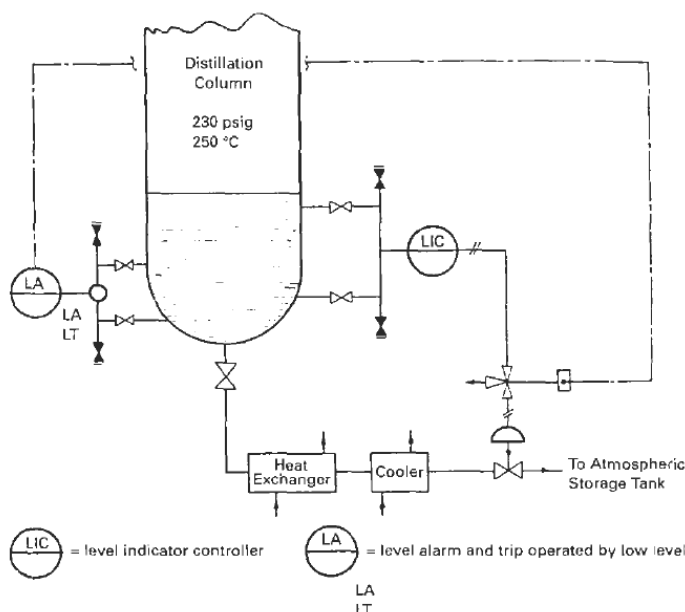 Distillation
Column
230 psig
250 °C
LIC
LA
LA
LT
Heat
Exchanger
Cooler
To Atmospheric
Storage Tank
LIC = level indicator controller
LA = level alarm and trip operated by low level
LA
LT